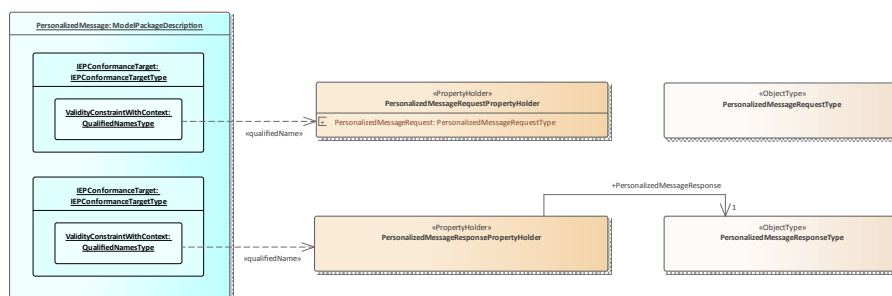 PersonalizedMessage: ModelPackageDescription
IEPConformanceTarget:
IEPConformanceTargetType
ValidityConstraintWithContext:
QualifiedNamesType
«qualifiedName»
«PropertyHolder»
PersonalizedMessageRequestPropertyHolder
+ PersonalizedMessageRequest: PersonalizedMessageRequestType
«ObjectType»
PersonalizedMessageRequestType
IEPConformanceTarget:
IEPConformanceTargetType
ValidityConstraintWithContext:
QualifiedNamesType
«qualifiedName»
+PersonalizedMessageResponse
1
«PropertyHolder»
PersonalizedMessageResponsePropertyHolder
«ObjectType»
PersonalizedMessageResponseType